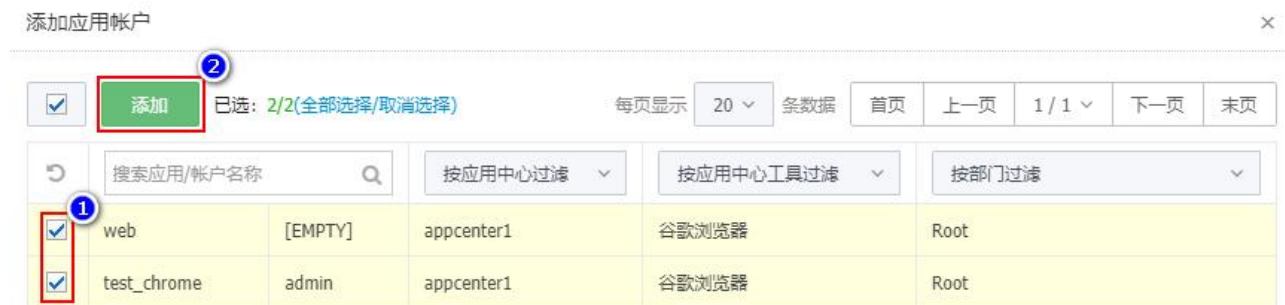 添加应用帐户 ×
2
添加 已选：2/2(全部选择/取消选择) 每页显示 20 条数据 首页 上一页 1 / 1 下一页 末页
搜索应用/帐户名称 按应用中心过滤 按应用中心工具过滤 按部门过滤
1
web [EMPTY] appcenter1 谷歌浏览器 Root
test_chrome admin appcenter1 谷歌浏览器 Root